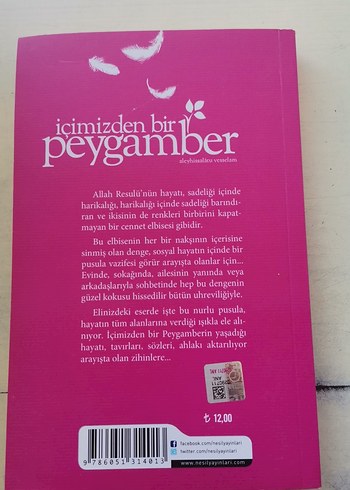 içimizden bir
peygamber
aleyhissalâtu vesselam
Allah Resulü'nün hayatı, sadeliği içinde
harikalığı, harikalığı içinde sadeliği barındı-
ran ve ikisinin de renkleri birbirini kapat-
mayan bir cennet elbisesi gibidir.
Bu elbisenin her bir nakşının içerisine
sinmiş olan denge, sosyal hayatın içinde bir
pusula vazifesi görür arayışta olanlar için...
Evinde, sokağında, ailesinin yanında veya
arkadaşlarıyla sohbetinde hep bu dengenin
güzel kokusu hissedilir bütün uhreviliğiyle.
Elinizdeki eserde işte bu nurlu pusula,
hayatın tüm alanlarına verdiği ışıkla ele alı-
nıyor. İçimizden bir Peygamberin yaşadığı
hayatı, tavırları, sözleri, ahlakı aktarılıyor
arayışta olan zihinlere...
₺ 12,00
facebook.com/nesilyayinlari
twitter.com/nesilyayinlari
www.nesilyayinlari.com
9 786051 314013